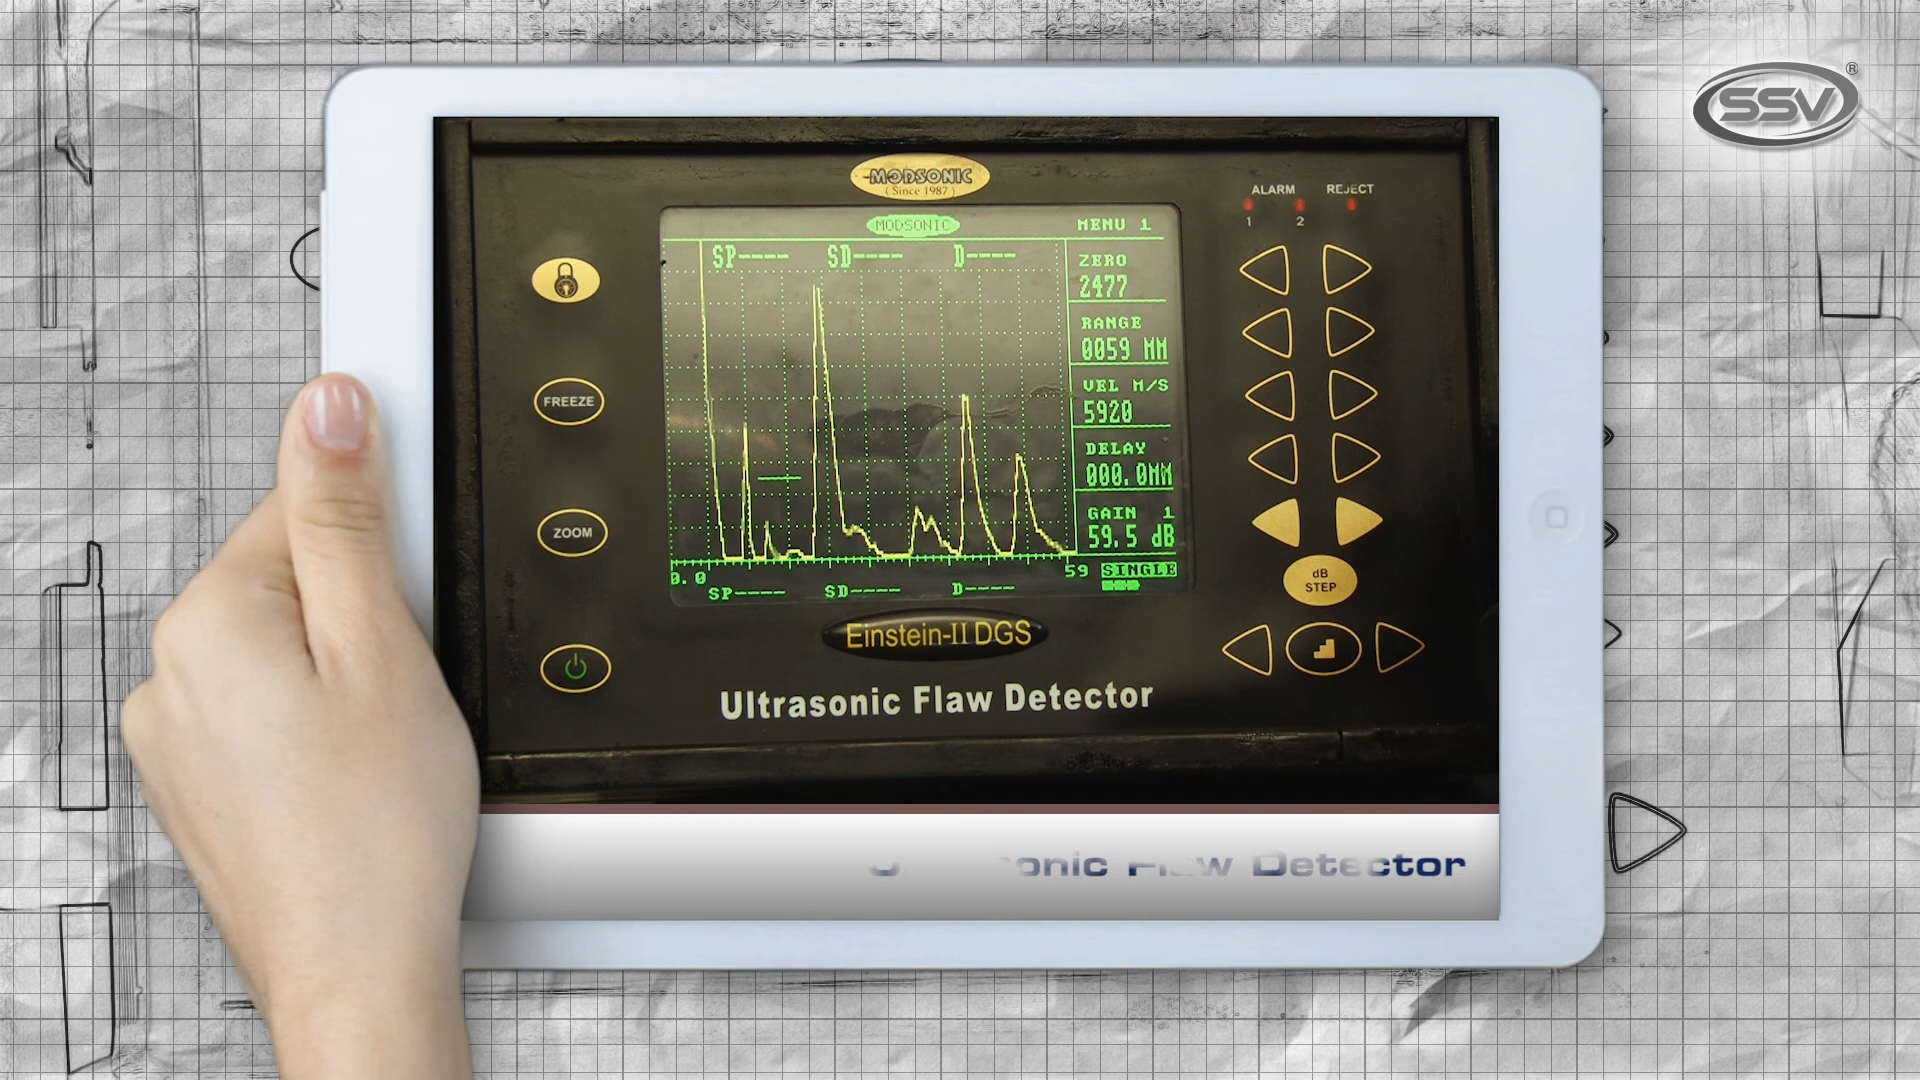 SSV®
MODSONIC
( Since 1987 )
ALARM REJECT
1 2
MODSONIC MENU 1
SP---- SD---- D----
ZERO
2477
RANGE
0059 MM
VEL M/S
5920
DELAY
000.0MM
GAIN 1
59.5 dB
0.0 59 SINGLE
SP---- SD---- D----
FREEZE
ZOOM
dB
STEP
Einstein-II DGS
Ultrasonic Flaw Detector
Flaw Detector